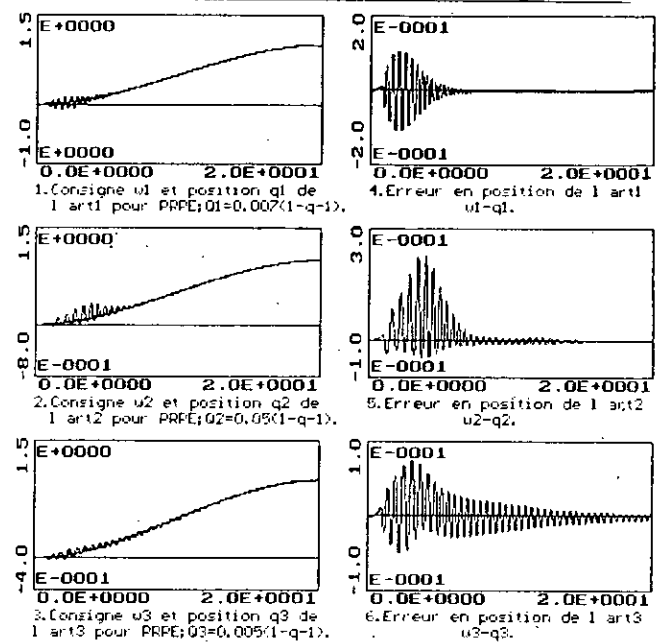 1.5
E+0000
-1.0
E+0000
0.0E+0000 2.0E+0001
1.Consigne w1 et position q1 de
l art1 pour PRPE;Q1=0.007(1-q-1).
2.0
E-0001
-2.0
E-0001
0.0E+0000 2.0E+0001
4.Erreur en position de l art1
w1-q1.
1.5
E+0000
-8.0
E-0001
0.0E+0000 2.0E+0001
2.Consigne w2 et position q2 de
l art2 pour PRPE;Q2=0.05(1-q-1).
3.0
E-0001
-1.0
E-0001
0.0E+0000 2.0E+0001
5.Erreur en position de l art2
w2-q2.
1.5
E+0000
-4.0
E-0001
0.0E+0000 2.0E+0001
3.Consigne w3 et position q3 de
l art3 pour PRPE;Q3=0.005(1-q-1).
1.0
E-0001
-1.0
E-0001
0.0E+0000 2.0E+0001
6.Erreur en position de l art3
w3-q3.